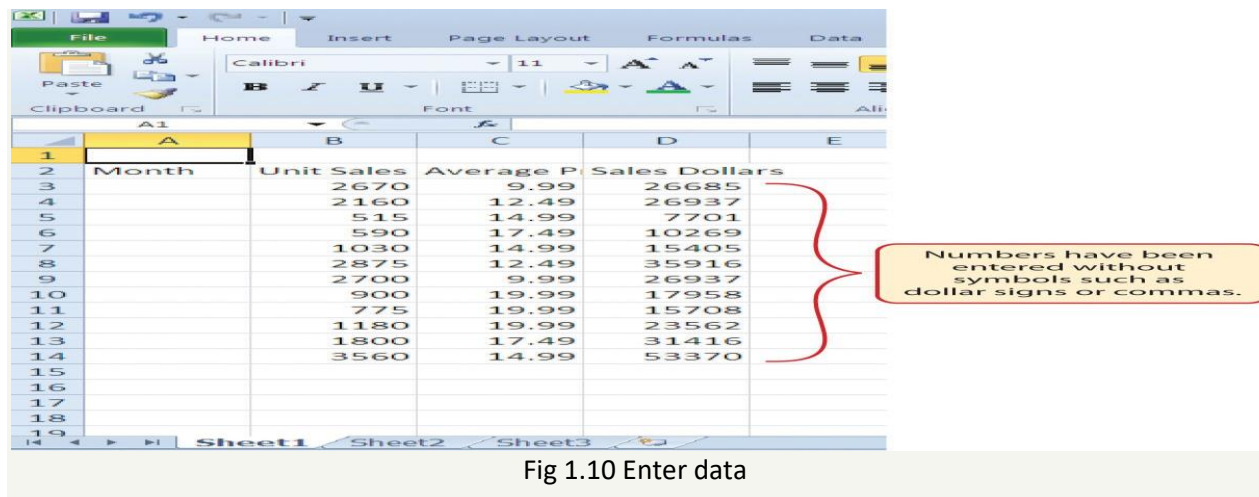 File Home Insert Page Layout Formulas Data
Calibri 11 A A
Paste B I U A
Clipboard Font Ali
A1 fx
A B C D E
1
2 Month Unit Sales Average P Sales Dollars
3 2670 9.99 26685
4 2160 12.49 26937
5 515 14.99 7701
6 590 17.49 10269
7 1030 14.99 15405
8 2875 12.49 35916
9 2700 9.99 26937
10 900 19.99 17958
11 775 19.99 15708
12 1180 19.99 23562
13 1800 17.49 31416
14 3560 14.99 53370
15
16
17
18
19
Sheet1 Sheet2 Sheet3
Numbers have been
entered without
symbols such as
dollar signs or commas.
Fig 1.10 Enter data